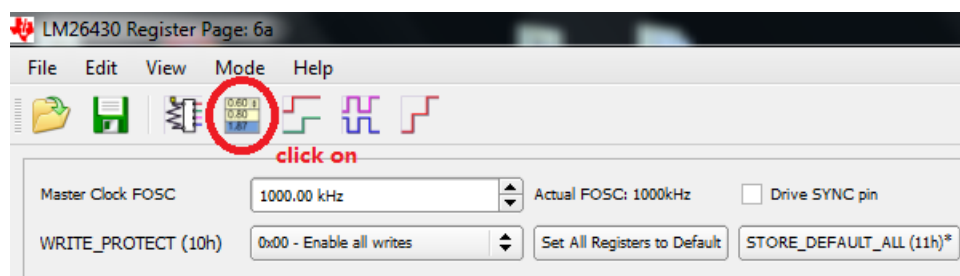 LM26430 Register Page: 6a
File Edit View Mode Help
0.60
0.80
1.87
click on
Master Clock FOSC 1000.00 kHz Actual FOSC: 1000kHz Drive SYNC pin
WRITE_PROTECT (10h) 0x00 - Enable all writes Set All Registers to Default STORE_DEFAULT_ALL (11h)*